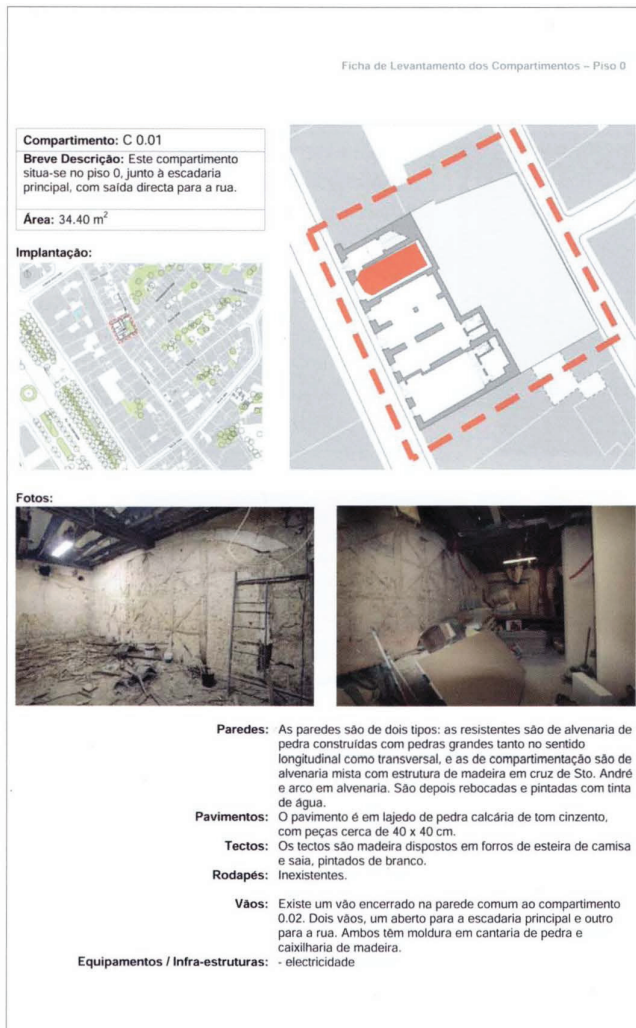 Ficha de Levantamento dos Compartimentos – Piso 0
Compartimento: C 0.01
Breve Descrição: Este compartimento
situa-se no piso 0, junto à escadaria
principal, com saída directa para a rua.
Área: 34.40 m²
Implantação:
Fotos:
Paredes: As paredes são de dois tipos: as resistentes são de alvenaria de
pedra construídas com pedras grandes tanto no sentido
longitudinal como transversal, e as de compartimentação são de
alvenaria mista com estrutura de madeira em cruz de Sto. André
e arco em alvenaria. São depois rebocadas e pintadas com tinta
de água.
Pavimentos: O pavimento é em lajedo de pedra calcária de tom cinzento,
com peças cerca de 40 x 40 cm.
Tectos: Os tectos são madeira dispostos em forros de esteira de camisa
e saia, pintados de branco.
Rodapés: Inexistentes.
Vãos: Existe um vão encerrado na parede comum ao compartimento
0.02. Dois vãos, um aberto para a escadaria principal e outro
para a rua. Ambos têm moldura em cantaria de pedra e
caixilharia de madeira.
Equipamentos / Infra-estruturas: - electricidade